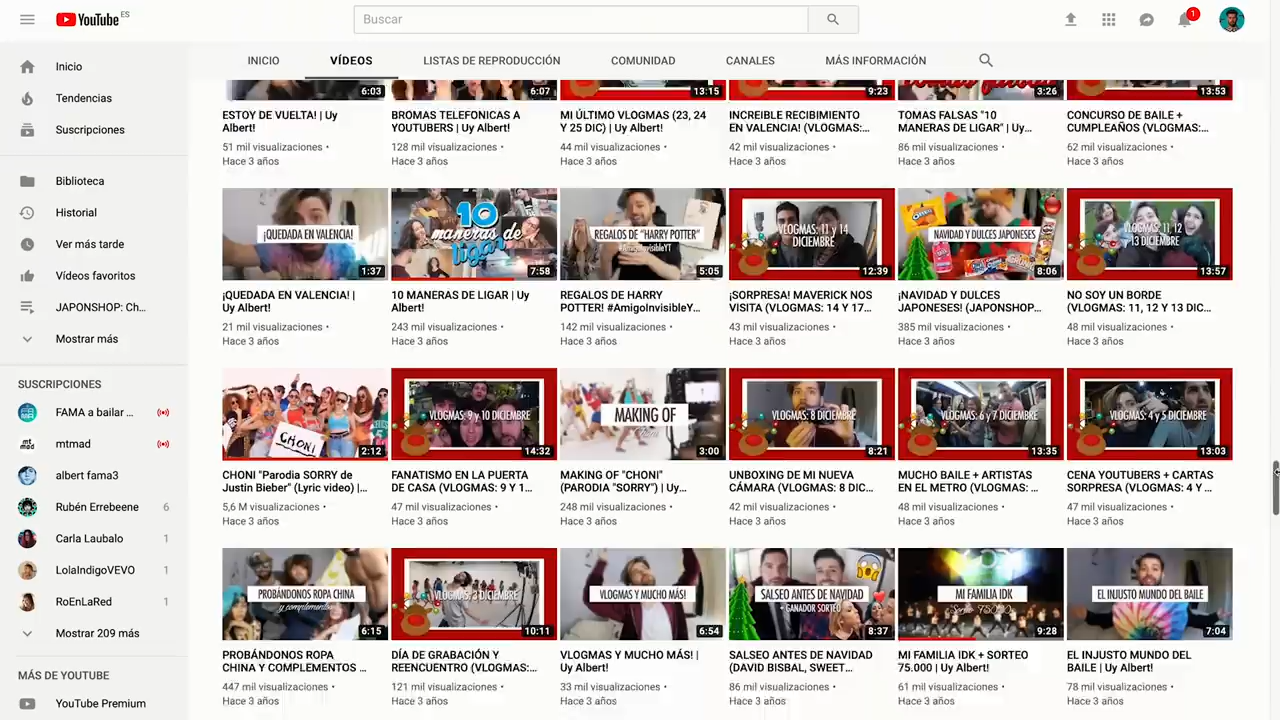 YouTube ES
Buscar
1
INICIO
VÍDEOS
LISTAS DE REPRODUCCIÓN
COMUNIDAD
CANALES
MÁS INFORMACIÓN
Inicio
Tendencias
Suscripciones
Biblioteca
Historial
Ver más tarde
Vídeos favoritos
JAPONSHOP: Ch...
Mostrar más
SUSCRIPCIONES
FAMA a bailar ...
mtmad
albert fama3
Rubén Errebeene 6
Carla Laubalo 1
LolaIndigoVEVO 1
RoEnLaRed 1
Mostrar 209 más
MÁS DE YOUTUBE
YouTube Premium
6:03
ESTOY DE VUELTA! | Uy
Albert!
51 mil visualizaciones •
Hace 3 años
6:07
BROMAS TELEFONICAS A
YOUTUBERS | Uy Albert!
128 mil visualizaciones •
Hace 3 años
13:15
MI ÚLTIMO VLOGMAS (23, 24
Y 25 DIC) | Uy Albert!
44 mil visualizaciones •
Hace 3 años
9:23
INCREIBLE RECIBIMIENTO
EN VALENCIA! (VLOGMAS:...
42 mil visualizaciones •
Hace 3 años
3:26
TOMAS FALSAS "10
MANERAS DE LIGAR" | Uy...
86 mil visualizaciones •
Hace 3 años
13:53
CONCURSO DE BAILE +
CUMPLEAÑOS (VLOGMAS:...
62 mil visualizaciones •
Hace 3 años
¡QUEDADA EN VALENCIA!
1:37
¡QUEDADA EN VALENCIA! |
Uy Albert!
21 mil visualizaciones •
Hace 3 años
10
maneras de
ligar
7:58
10 MANERAS DE LIGAR | Uy
Albert!
243 mil visualizaciones •
Hace 3 años
REGALOS DE "HARRY POTTER"
#AmigoInvisibleYT
5:05
REGALOS DE HARRY
POTTER! #AmigoInvisibleY...
142 mil visualizaciones •
Hace 3 años
VLOGMAS: 11 y 14
DICIEMBRE
12:39
¡SORPRESA! MAVERICK NOS
VISITA (VLOGMAS: 14 Y 17...
43 mil visualizaciones •
Hace 3 años
NAVIDAD Y DULCES JAPONESES
8:06
¡NAVIDAD Y DULCES
JAPONESES! (JAPONSHOP...
385 mil visualizaciones •
Hace 3 años
VLOGMAS: 11, 12
Y 13 DICIEMBRE
13:57
NO SOY UN BORDE
(VLOGMAS: 11, 12 Y 13 DIC...
48 mil visualizaciones •
Hace 3 años
CHONI
2:12
CHONI "Parodia SORRY de
Justin Bieber" (Lyric video) |...
5,6 M visualizaciones •
Hace 3 años
VLOGMAS: 9 y 10 DICIEMBRE
14:32
FANATISMO EN LA PUERTA
DE CASA (VLOGMAS: 9 Y 1...
47 mil visualizaciones •
Hace 3 años
MAKING OF
3:00
MAKING OF "CHONI"
(PARODIA "SORRY") | Uy...
248 mil visualizaciones •
Hace 3 años
VLOGMAS: 8 DICIEMBRE
8:21
UNBOXING DE MI NUEVA
CÁMARA (VLOGMAS: 8 DIC...
42 mil visualizaciones •
Hace 3 años
VLOGMAS: 6 y 7 DICIEMBRE
13:35
MUCHO BAILE + ARTISTAS
EN EL METRO (VLOGMAS: ...
48 mil visualizaciones •
Hace 3 años
VLOGMAS: 4 y 5 DICIEMBRE
13:03
CENA YOUTUBERS + CARTAS
SORPRESA (VLOGMAS: 4 Y ...
47 mil visualizaciones •
Hace 3 años
PROBÁNDONOS ROPA CHINA
y complementos
6:15
PROBÁNDONOS ROPA
CHINA Y COMPLEMENTOS ...
447 mil visualizaciones •
Hace 3 años
VLOGMAS: 3 DICIEMBRE
10:11
DÍA DE GRABACIÓN Y
REENCUENTRO (VLOGMAS:...
121 mil visualizaciones •
Hace 3 años
VLOGMAS Y MUCHO MÁS!
6:54
VLOGMAS Y MUCHO MÁS! |
Uy Albert!
33 mil visualizaciones •
Hace 3 años
SALSEO ANTES DE NAVIDAD
+ GANADOR SORTEO
8:37
SALSEO ANTES DE NAVIDAD
(DAVID BISBAL, SWEET...
86 mil visualizaciones •
Hace 3 años
MI FAMILIA IDK
+ Sorteo 75.000
9:28
MI FAMILIA IDK + SORTEO
75.000 | Uy Albert!
61 mil visualizaciones •
Hace 3 años
EL INJUSTO MUNDO DEL BAILE
7:04
EL INJUSTO MUNDO DEL
BAILE | Uy Albert!
78 mil visualizaciones •
Hace 3 años